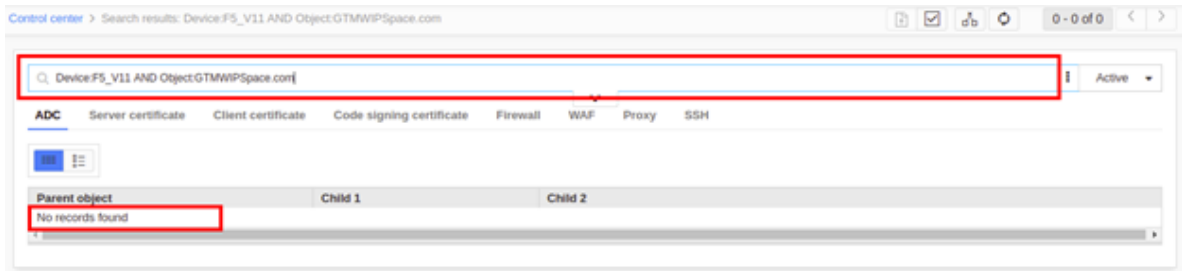 Control center > Search results: Device:F5_V11 AND Object:GTMWIPSpace.com 0 - 0 of 0 < >
Device:F5_V11 AND Object:GTMWIPSpace.com Active
ADC Server certificate Client certificate Code signing certificate Firewall WAF Proxy SSH
Parent object Child 1 Child 2
No records found